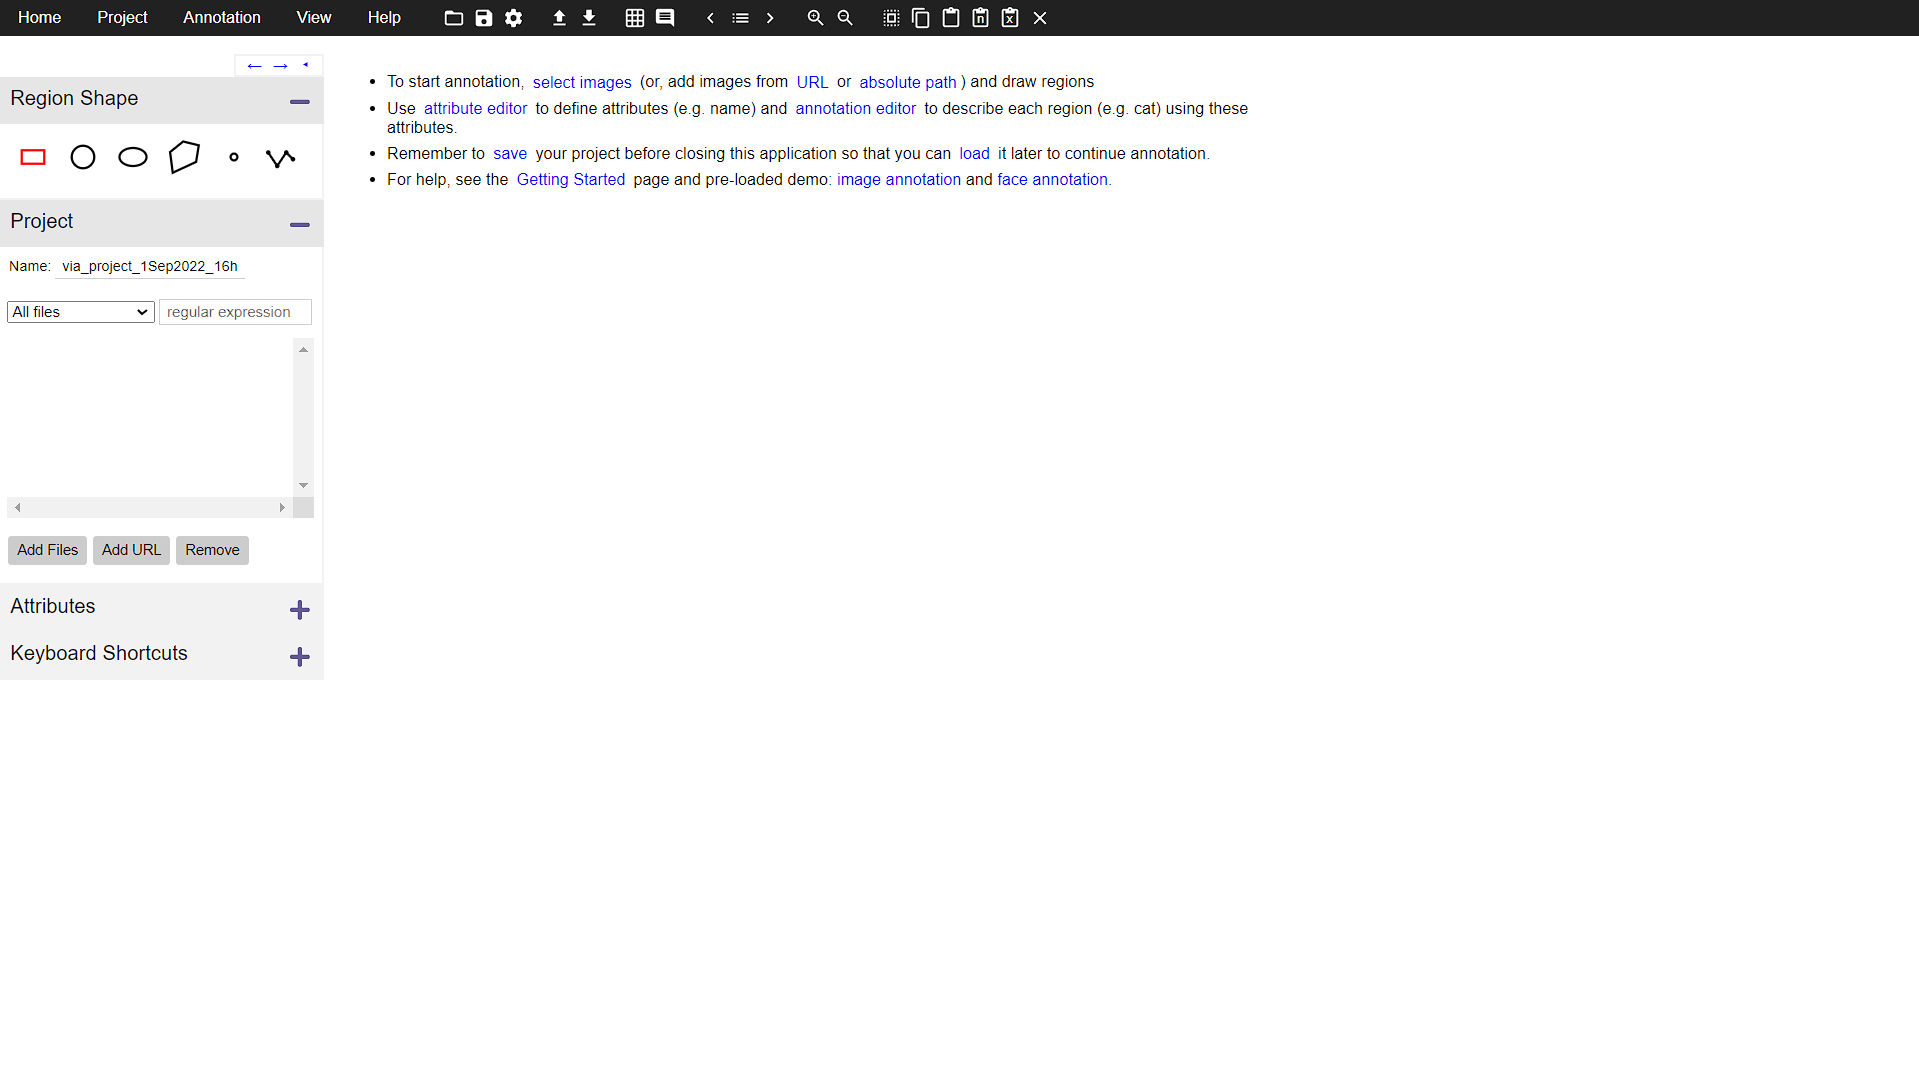 Home Project Annotation View Help
← →
Region Shape
Project
Name: via_project_1Sep2022_16h
All files regular expression
Add Files Add URL Remove
Attributes
Keyboard Shortcuts
• To start annotation, select images (or, add images from URL or absolute path ) and draw regions
• Use attribute editor to define attributes (e.g. name) and annotation editor to describe each region (e.g. cat) using these
attributes.
• Remember to save your project before closing this application so that you can load it later to continue annotation.
• For help, see the Getting Started page and pre-loaded demo: image annotation and face annotation.